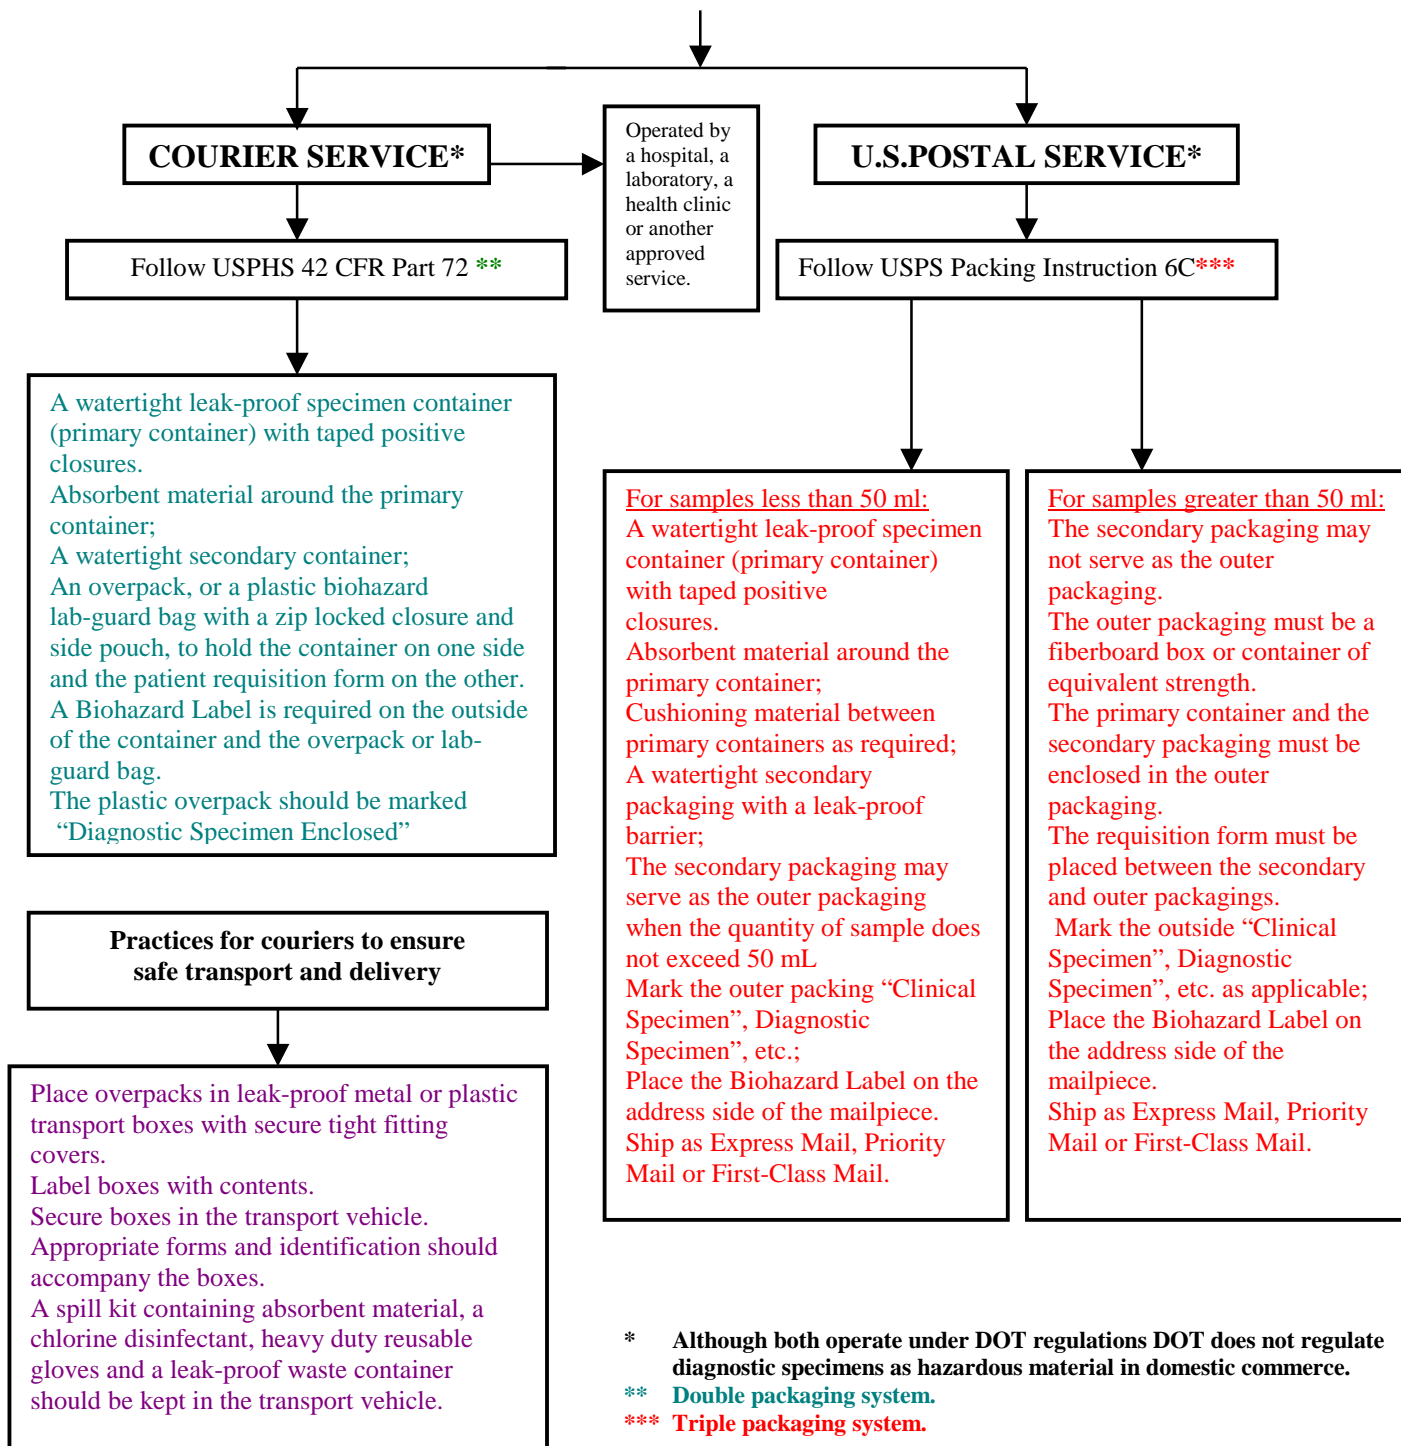 COURIER SERVICE*
Operated by
a hospital, a
laboratory, a
health clinic
or another
approved
service.
U.S.POSTAL SERVICE*
Follow USPHS 42 CFR Part 72 **
Follow USPS Packing Instruction 6C***
A watertight leak-proof specimen container
(primary container) with taped positive
closures.
Absorbent material around the primary
container;
A watertight secondary container;
An overpack, or a plastic biohazard
lab-guard bag with a zip locked closure and
side pouch, to hold the container on one side
and the patient requisition form on the other.
A Biohazard Label is required on the outside
of the container and the overpack or lab-
guard bag.
The plastic overpack should be marked
“Diagnostic Specimen Enclosed”
For samples less than 50 ml:
A watertight leak-proof specimen
container (primary container)
with taped positive
closures.
Absorbent material around the
primary container;
Cushioning material between
primary containers as required;
A watertight secondary
packaging with a leak-proof
barrier;
The secondary packaging may
serve as the outer packaging
when the quantity of sample does
not exceed 50 mL
Mark the outer packing “Clinical
Specimen”, Diagnostic
Specimen”, etc.;
Place the Biohazard Label on the
address side of the mailpiece.
Ship as Express Mail, Priority
Mail or First-Class Mail.
For samples greater than 50 ml:
The secondary packaging may
not serve as the outer
packaging.
The outer packaging must be a
fiberboard box or container of
equivalent strength.
The primary container and the
secondary packaging must be
enclosed in the outer
packaging.
The requisition form must be
placed between the secondary
and outer packagings.
Mark the outside “Clinical
Specimen”, Diagnostic
Specimen”, etc. as applicable;
Place the Biohazard Label on
the address side of the
mailpiece.
Ship as Express Mail, Priority
Mail or First-Class Mail.
Practices for couriers to ensure
safe transport and delivery
Place overpacks in leak-proof metal or plastic
transport boxes with secure tight fitting
covers.
Label boxes with contents.
Secure boxes in the transport vehicle.
Appropriate forms and identification should
accompany the boxes.
A spill kit containing absorbent material, a
chlorine disinfectant, heavy duty reusable
gloves and a leak-proof waste container
should be kept in the transport vehicle.
* Although both operate under DOT regulations DOT does not regulate
diagnostic specimens as hazardous material in domestic commerce.
** Double packaging system.
*** Triple packaging system.